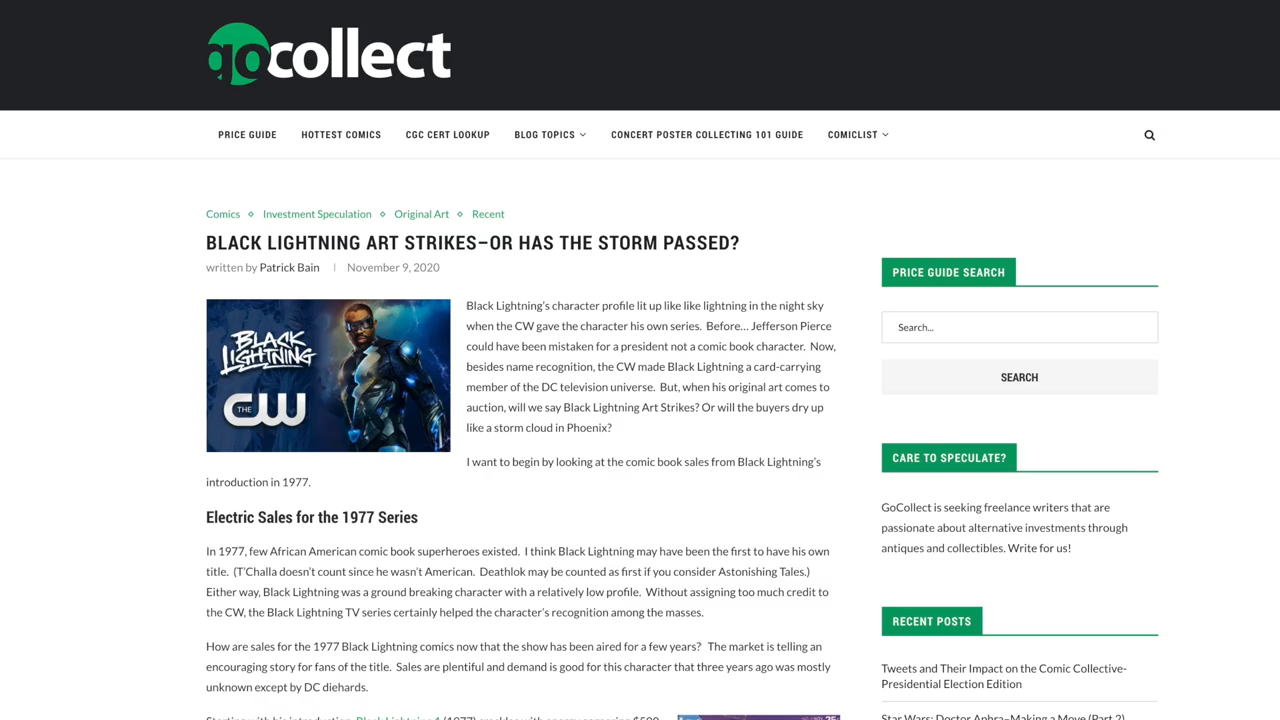 gocollect
PRICE GUIDE
HOTTEST COMICS
CGC CERT LOOKUP
BLOG TOPICS
CONCERT POSTER COLLECTING 101 GUIDE
COMICLIST
Comics
Investment Speculation
Original Art
Recent
BLACK LIGHTNING ART STRIKES–OR HAS THE STORM PASSED?
written by Patrick Bain
November 9, 2020
BLACK
LIGHTNING
THE CW
Black Lightning's character profile lit up like like lightning in the night sky
when the CW gave the character his own series. Before... Jefferson Pierce
could have been mistaken for a president not a comic book character. Now,
besides name recognition, the CW made Black Lightning a card-carrying
member of the DC television universe. But, when his original art comes to
auction, will we say Black Lightning Art Strikes? Or will the buyers dry up
like a storm cloud in Phoenix?
I want to begin by looking at the comic book sales from Black Lightning's
introduction in 1977.
Electric Sales for the 1977 Series
In 1977, few African American comic book superheroes existed. I think Black Lightning may have been the first to have his own
title. (T'Challa doesn't count since he wasn't American. Deathlok may be counted as first if you consider Astonishing Tales.)
Either way, Black Lightning was a ground breaking character with a relatively low profile. Without assigning too much credit to
the CW, the Black Lightning TV series certainly helped the character's recognition among the masses.
How are sales for the 1977 Black Lightning comics now that the show has been aired for a few years? The market is telling an
encouraging story for fans of the title. Sales are plentiful and demand is good for this character that three years ago was mostly
unknown except by DC diehards.
PRICE GUIDE SEARCH
Search...
SEARCH
CARE TO SPECULATE?
GoCollect is seeking freelance writers that are
passionate about alternative investments through
antiques and collectibles. Write for us!
RECENT POSTS
Tweets and Their Impact on the Comic Collective-
Presidential Election Edition
Star Wars: Doctor Aphra–Making a Move (Part 2)